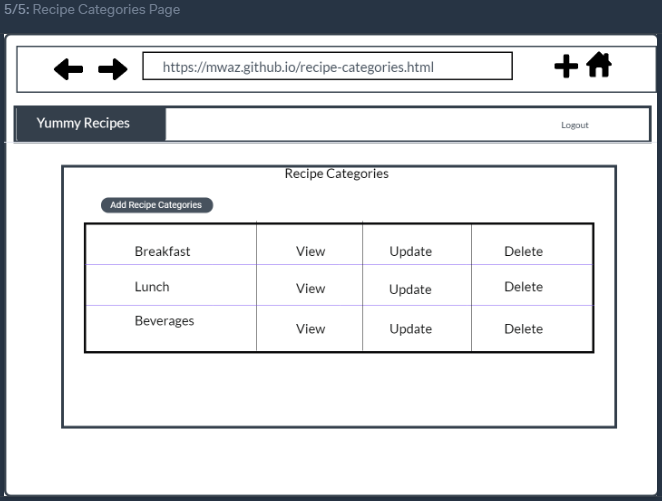 5/5: Recipe Categories Page
https://mwaz.github.io/recipe-categories.html
Yummy Recipes
Logout
Recipe Categories
Add Recipe Categories
Breakfast View Update Delete
Lunch View Update Delete
Beverages View Update Delete